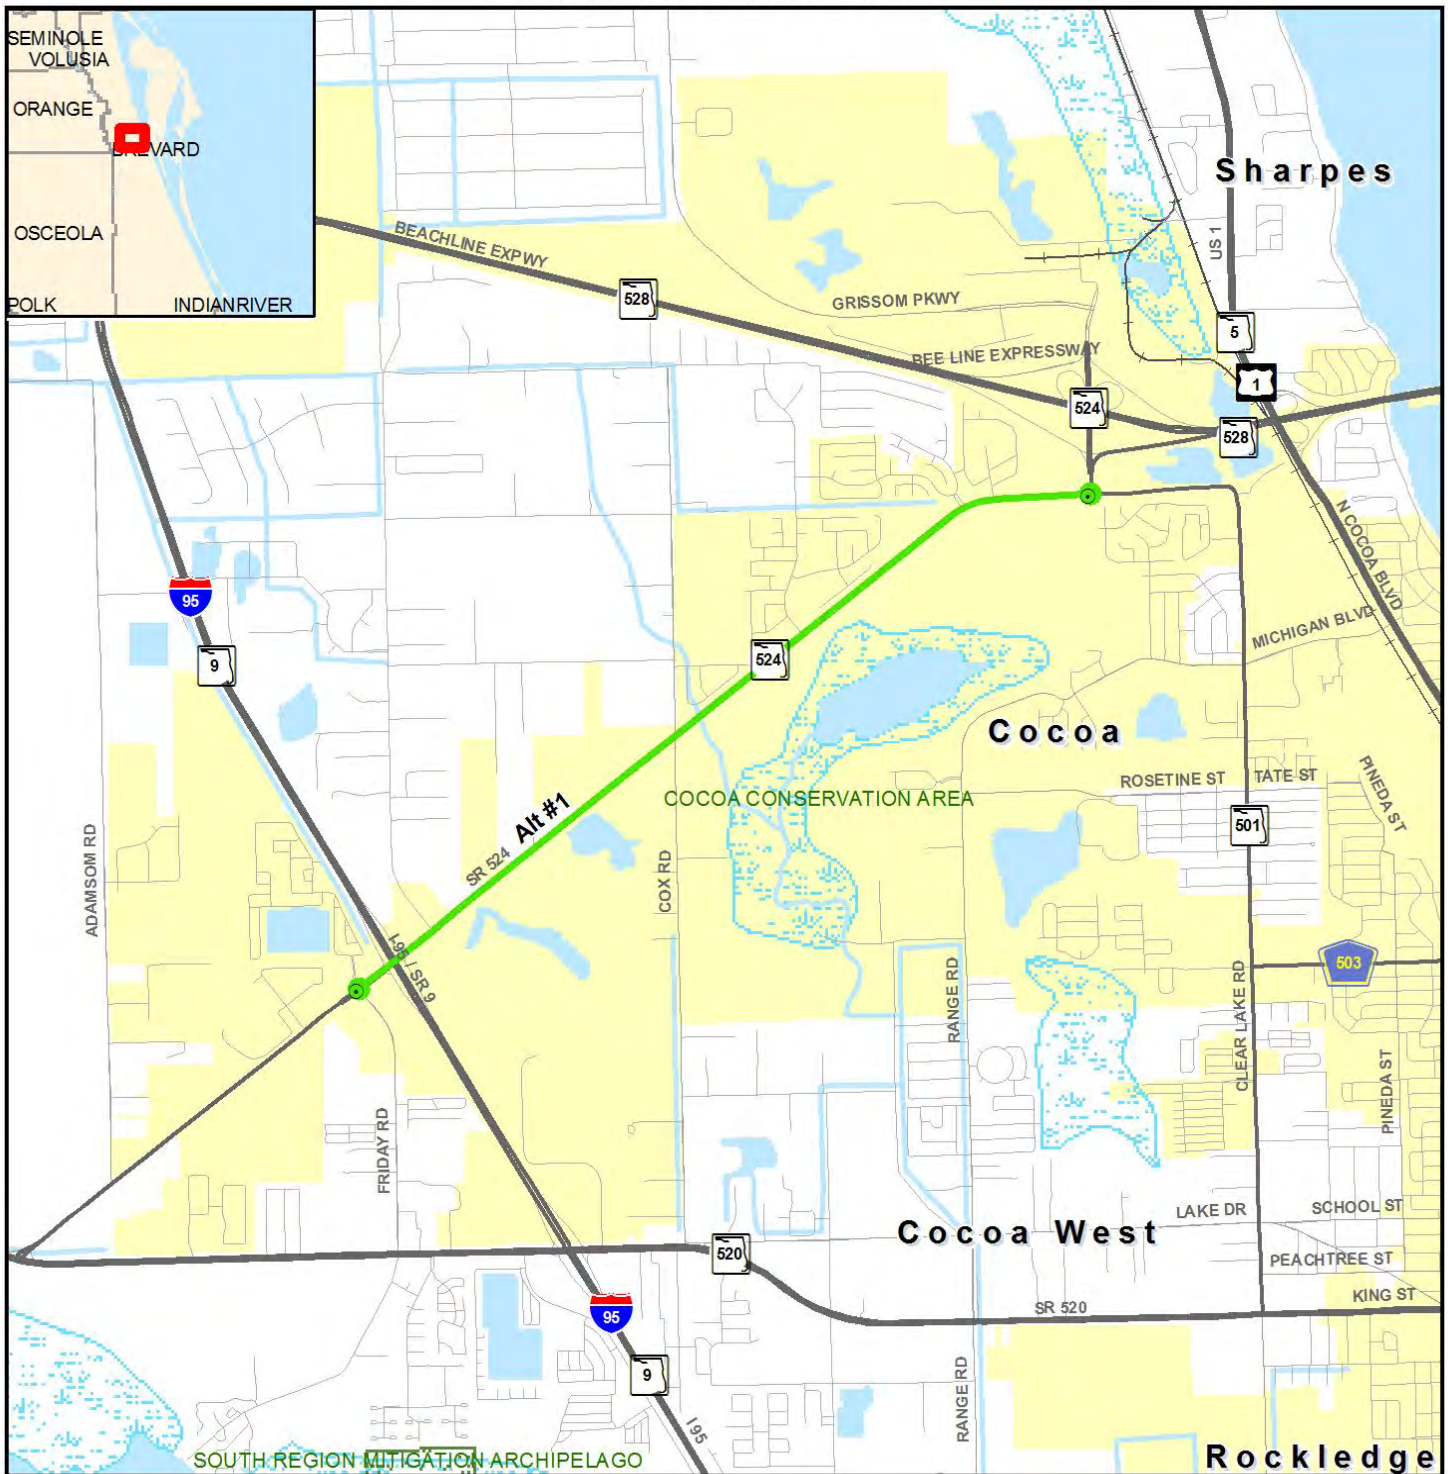 SEMINOLE
VOLUSIA
ORANGE
BREVARD
OSCEOLA
POLK
INDIANRIVER
Sharpes
BEACHLINE EXPWY
528
GRISSOM PKWY
US 1
5
BEE LINE EXPRESSWAY
1
524
528
N COCOA BLVD
95
9
524
MICHIGAN BLVD
Cocoa
ROSETINE ST
TATE ST
PINEDA ST
COCOA CONSERVATION AREA
Alt #1
SR 524
501
ADAMSOM RD
COX RD
I-95 / SR 9
RANGE RD
CLEAR LAKE RD
503
PINEDA ST
FRIDAY RD
LAKE DR
SCHOOL ST
Cocoa West
520
PEACHTREE ST
KING ST
SR 520
95
9
RANGE RD
I 95
SOUTH REGION MITIGATION ARCHIPELAGO
Rockledge